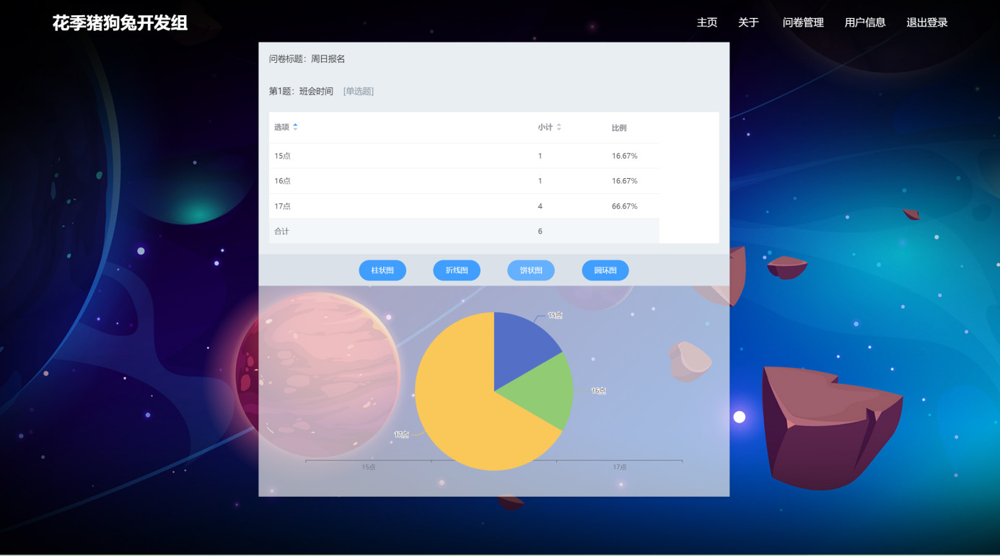 花季猪狗兔开发组
主页 关于 问卷管理 用户信息 退出登录
问卷标题：周日报名
第1题：班会时间 [单选题]
选项 小计 比例
15点 1 16.67%
16点 1 16.67%
17点 4 66.67%
合计 6
柱状图 折线图 饼状图 圆环图
15点
16点
17点
15点 17点